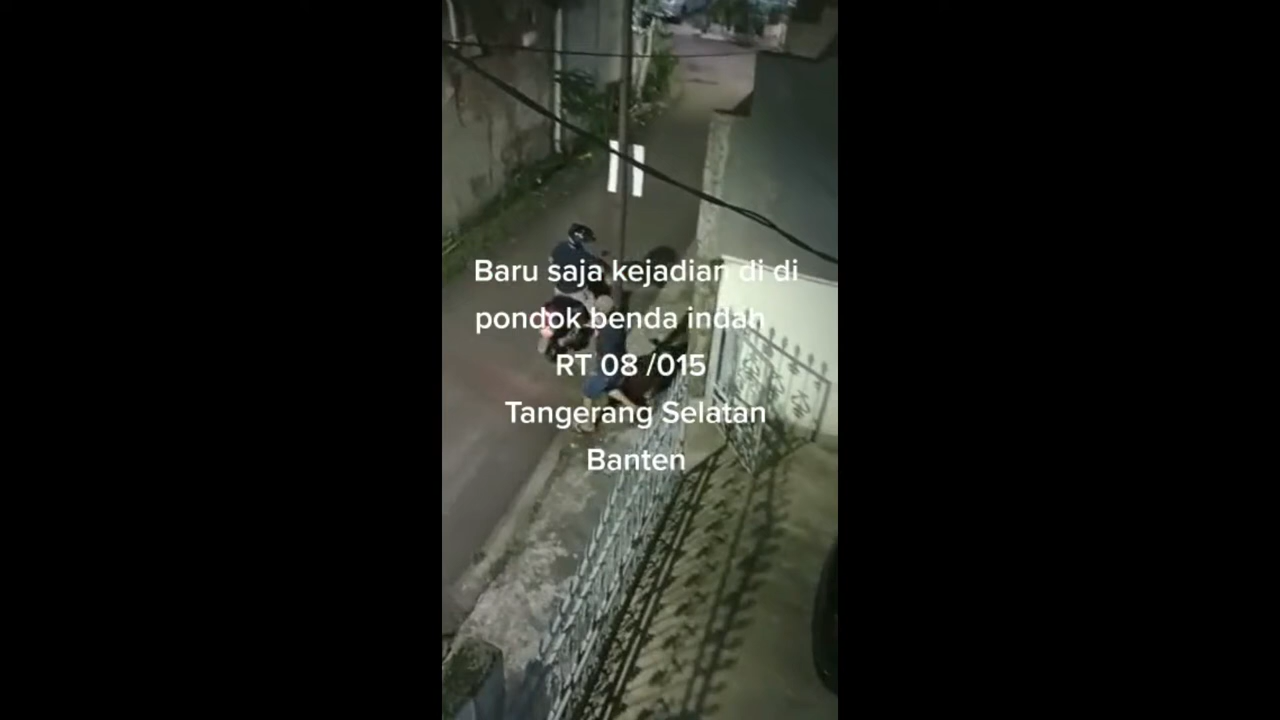 Baru saja kejadian di di
pondok benda indah
RT 08 /015
Tangerang Selatan
Banten